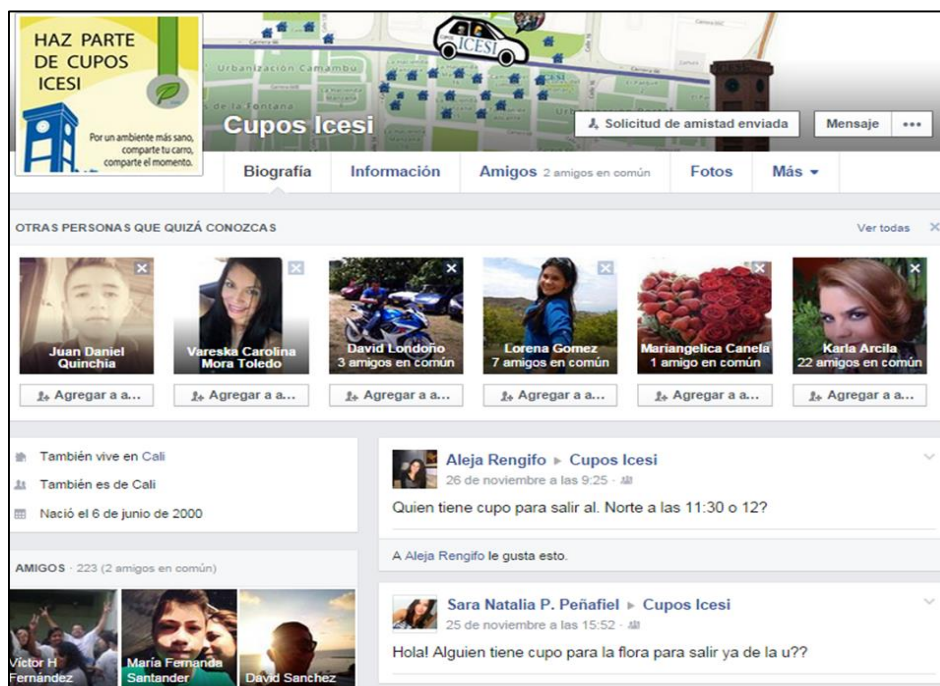 HAZ PARTE
DE CUPOS
ICESI
Por un ambiente más sano,
comparte tu carro,
comparte el momento.
ICESI
Urbanización Camambu
Cupos Icesi
Solicitud de amistad enviada
Mensaje
Biografía
Información
Amigos 2 amigos en común
Fotos
Más
OTRAS PERSONAS QUE QUIZÁ CONOZCAS
Ver todas
Juan Daniel
Quinchia
Agregar a a...
Vareska Carolina
Mora Toledo
Agregar a a...
David Londoño
3 amigos en común
Agregar a a...
Lorena Gomez
7 amigos en común
Agregar a a...
Mariangelica Canela
1 amigo en común
Agregar a a...
Karla Arcila
22 amigos en común
Agregar a a...
También vive en Cali
También es de Cali
Nació el 6 de junio de 2000
AMIGOS · 223 (2 amigos en común)
Víctor H
Fernández
María Fernanda
Santander
David Sanchez
Aleja Rengifo ▸ Cupos Icesi
26 de noviembre a las 9:25 ·
Quien tiene cupo para salir al. Norte a las 11:30 o 12?
A Aleja Rengifo le gusta esto.
Sara Natalia P. Peñafiel ▸ Cupos Icesi
25 de noviembre a las 15:52 ·
Hola! Alguien tiene cupo para la flora para salir ya de la u??